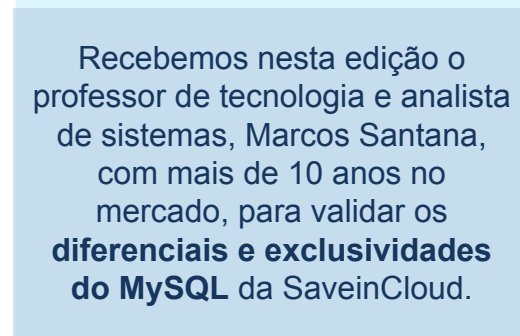 Recebemos nesta edição o
professor de tecnologia e analista
de sistemas, Marcos Santana,
com mais de 10 anos no
mercado, para validar os
diferenciais e exclusividades
do MySQL da SaveinCloud.